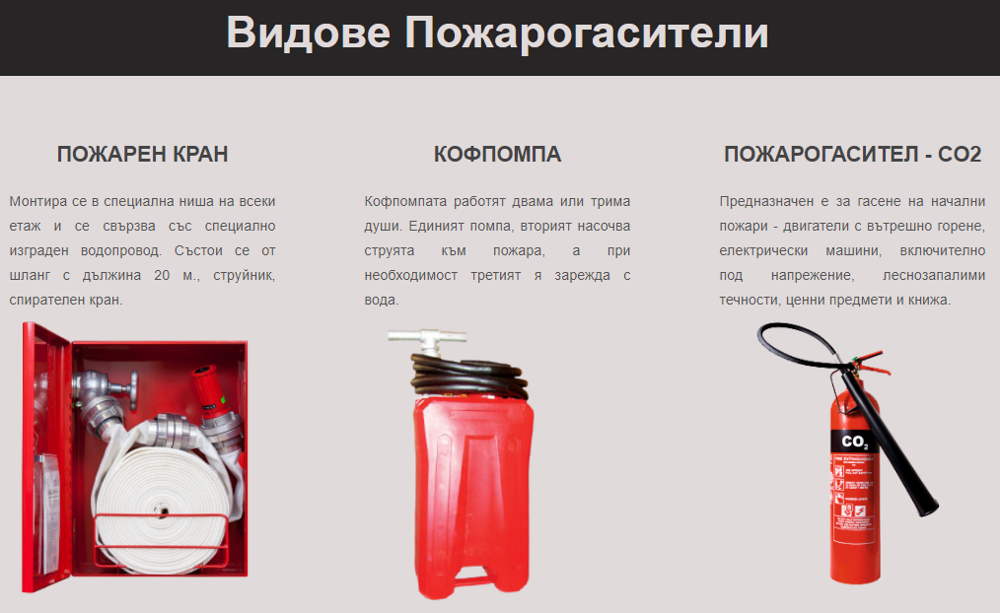 Видове Пожарогасители
ПОЖАРЕН КРАН
Монтира се в специална ниша на всеки
етаж и се свързва със специално
изграден водопровод. Състои се от
шланг с дължина 20 м., струйник,
спирателен кран.
КОФПОМПА
Кофпомпата работят двама или трима
души. Единият помпа, вторият насочва
струята към пожара, а при
необходимост третият я зарежда с
вода.
ПОЖАРОГАСИТЕЛ - CO2
Предназначен е за гасене на начални
пожари - двигатели с вътрешно горене,
електрически машини, включително
под напрежение, леснозапалими
течности, ценни предмети и книжа.
CO2